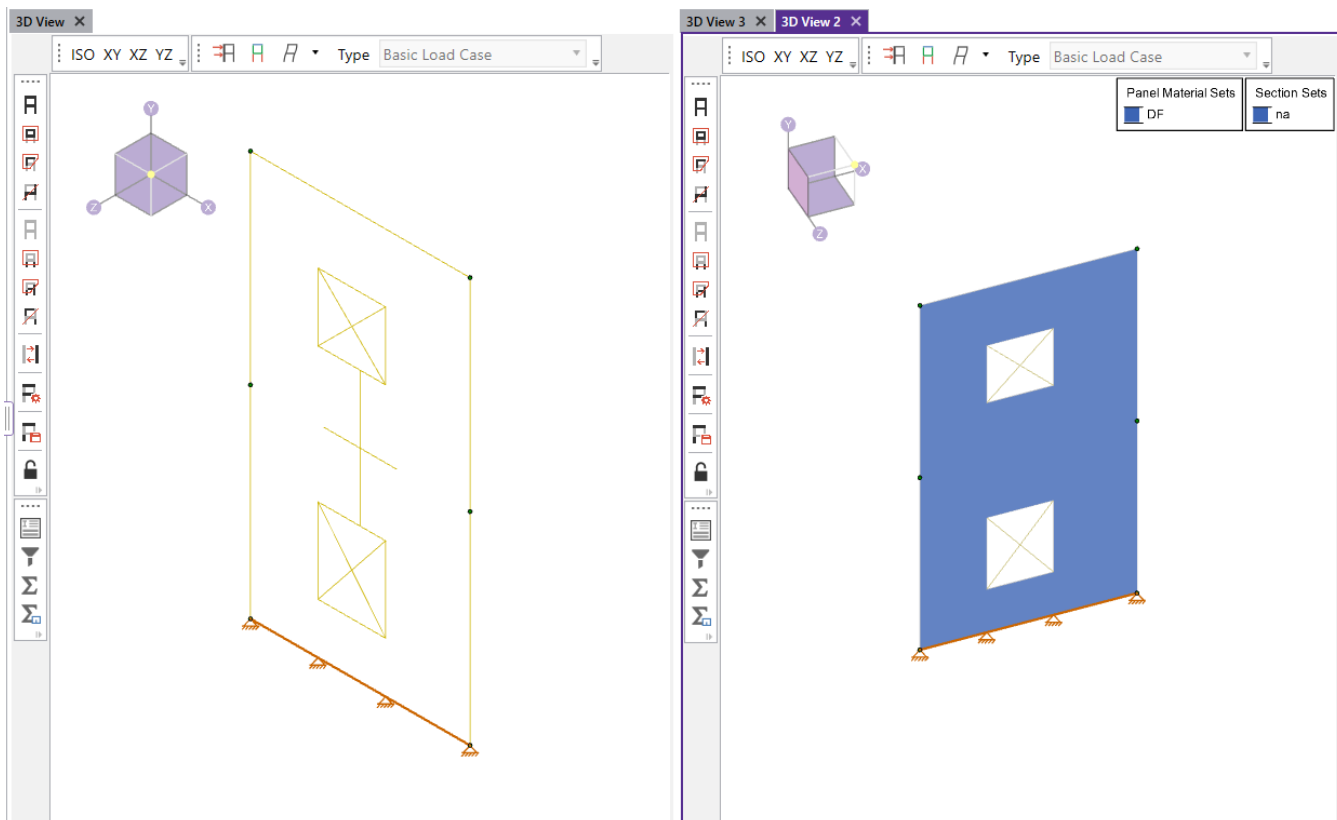 3D View
ISO XY XZ YZ Type Basic Load Case
Y
Z X
3D View 3 3D View 2
ISO XY XZ YZ Type Basic Load Case
Panel Material Sets Section Sets
DF na
Y
X
Z